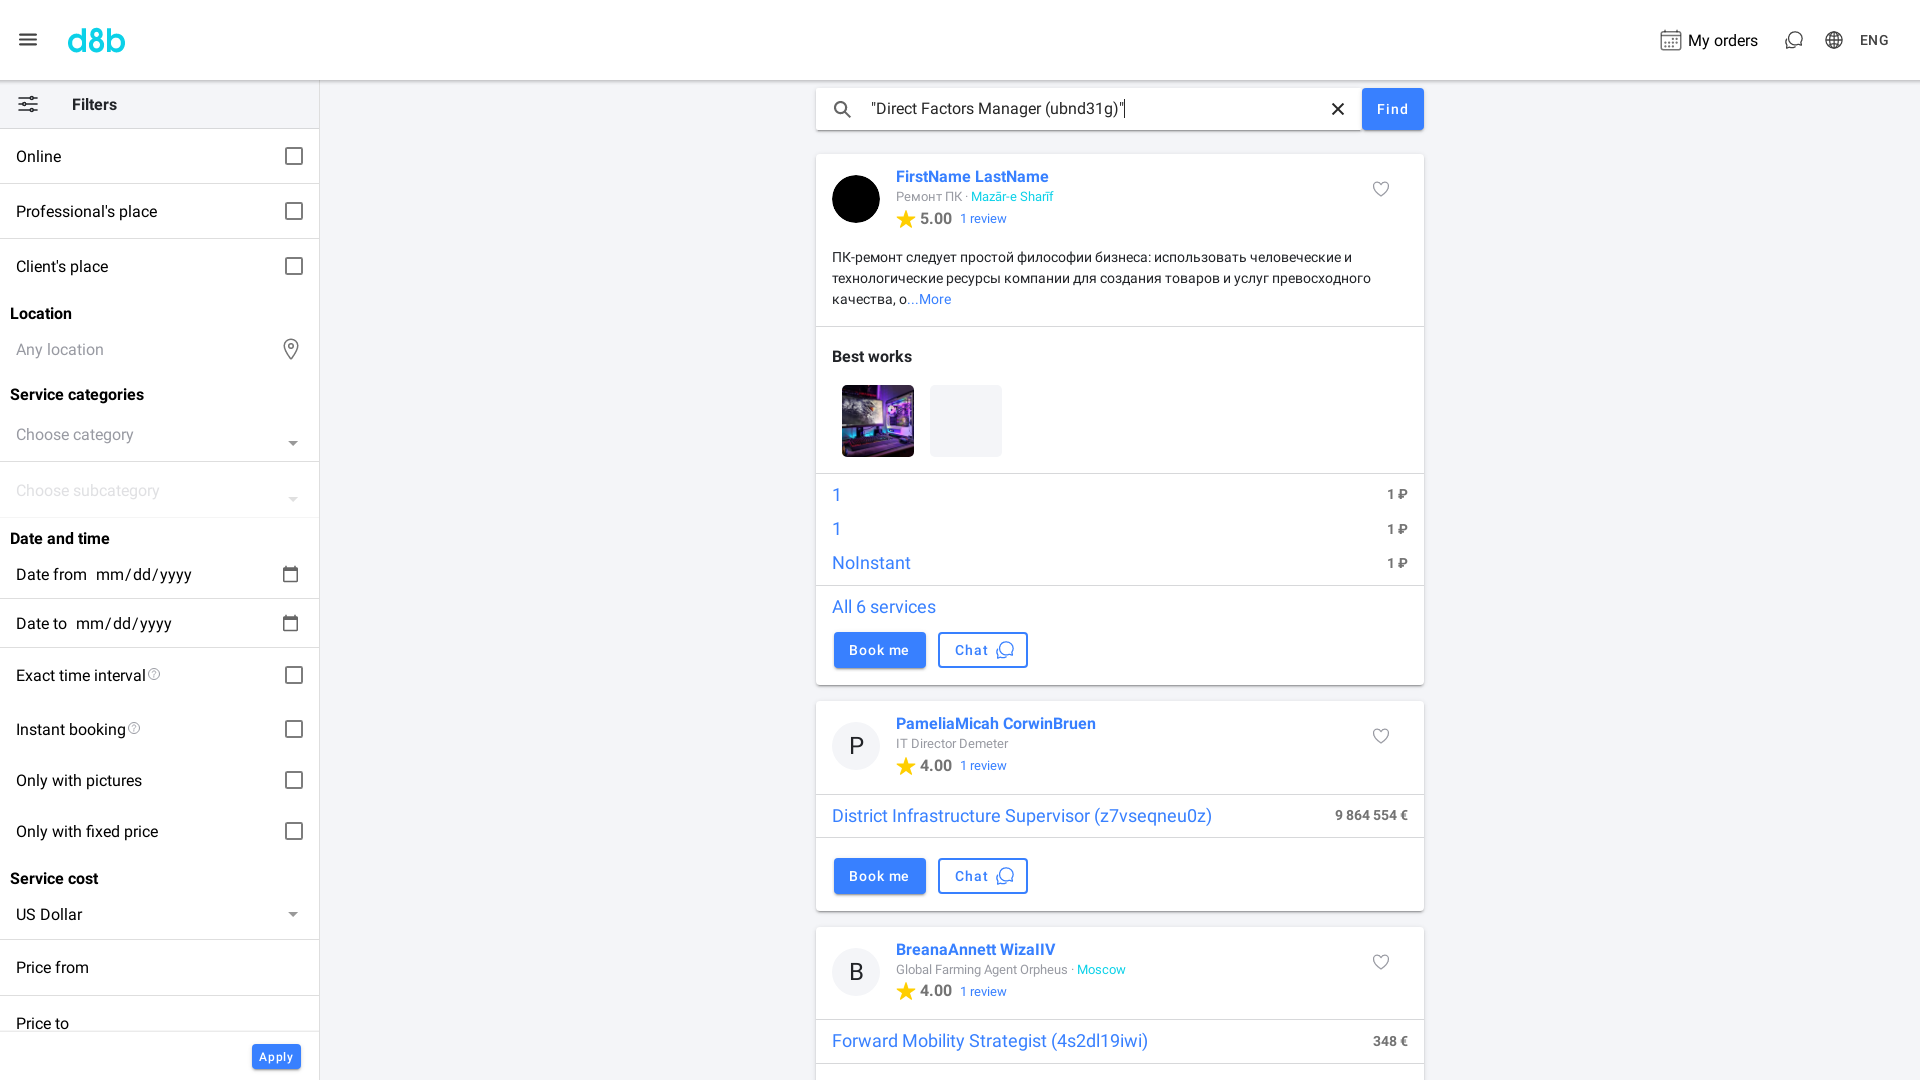 d8b
My orders
ENG
Filters
Online
Professional's place
Client's place
Location
Any location
Service categories
Choose category
Choose subcategory
Date and time
Date from mm/dd/yyyy
Date to mm/dd/yyyy
Exact time interval
Instant booking
Only with pictures
Only with fixed price
Service cost
US Dollar
Price from
Price to
Apply
"Direct Factors Manager (ubnd31g)"
Find
FirstName LastName
Ремонт ПК · Mazār-e Sharīf
5.00 1 review
ПК-ремонт следует простой философии бизнеса: использовать человеческие и
технологические ресурсы компании для создания товаров и услуг превосходного
качества, о...More
Best works
1 1 ₽
1 1 ₽
NoInstant 1 ₽
All 6 services
Book me
Chat
P
PameliaMicah CorwinBruen
IT Director Demeter
4.00 1 review
District Infrastructure Supervisor (z7vseqneu0z) 9 864 554 €
Book me
Chat
B
BreanaAnnett WizaIIV
Global Farming Agent Orpheus · Moscow
4.00 1 review
Forward Mobility Strategist (4s2dl19iwi) 348 €